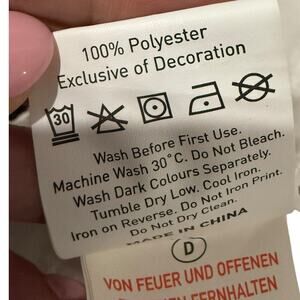 100% Polyester
Exclusive of Decoration
30
Wash Before First Use.
Machine Wash 30°C. Do Not Bleach.
Wash Dark Colours Separately.
Tumble Dry Low. Cool Iron.
Iron on Reverse. Do Not Iron Print.
Do Not Dry Clean.
MADE IN CHINA
D
VON FEUER UND OFFENEN
FERNHALTEN